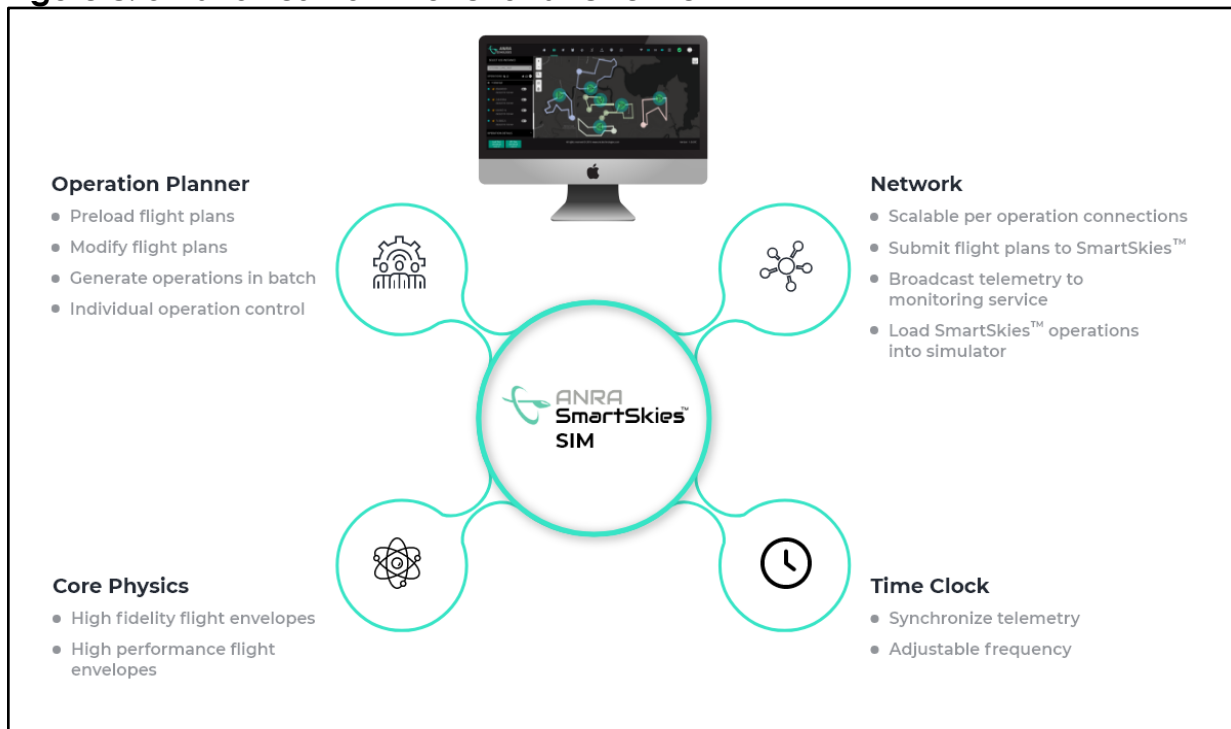 Operation Planner
Preload flight plans
Modify flight plans
Generate operations in batch
Individual operation control
Network
Scalable per operation connections
Submit flight plans to SmartSkies™
Broadcast telemetry to
monitoring service
Load SmartSkies™ operations
into simulator
ANRA
SmartSkies™
SIM
Core Physics
High fidelity flight envelopes
High performance flight
envelopes
Time Clock
Synchronize telemetry
Adjustable frequency